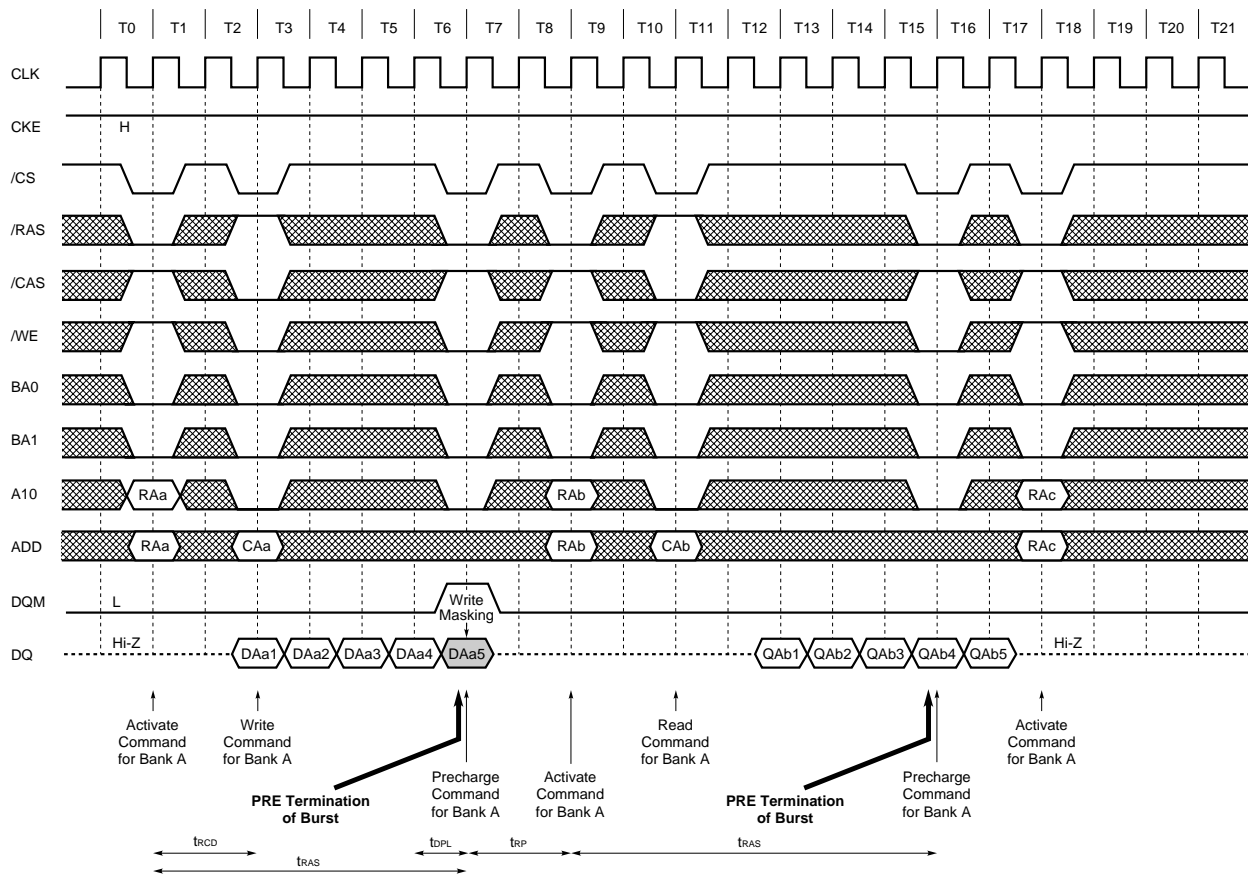 T0 T1 T2 T3 T4 T5 T6 T7 T8 T9 T10 T11 T12 T13 T14 T15 T16 T17 T18 T19 T20 T21
CLK
CKE H
/CS
/RAS
/CAS
/WE
BA0
BA1
A10 RAa RAb RAc
ADD RAa CAa RAb CAb RAc
DQM L Write Masking
DQ Hi-Z DAa1 DAa2 DAa3 DAa4 DAa5 QAb1 QAb2 QAb3 QAb4 QAb5 Hi-Z
Activate Command for Bank A
Write Command for Bank A
PRE Termination of Burst
Precharge Command for Bank A
Activate Command for Bank A
Read Command for Bank A
PRE Termination of Burst
Precharge Command for Bank A
Activate Command for Bank A
tRCD tDPL tRP tRAS
tRAS